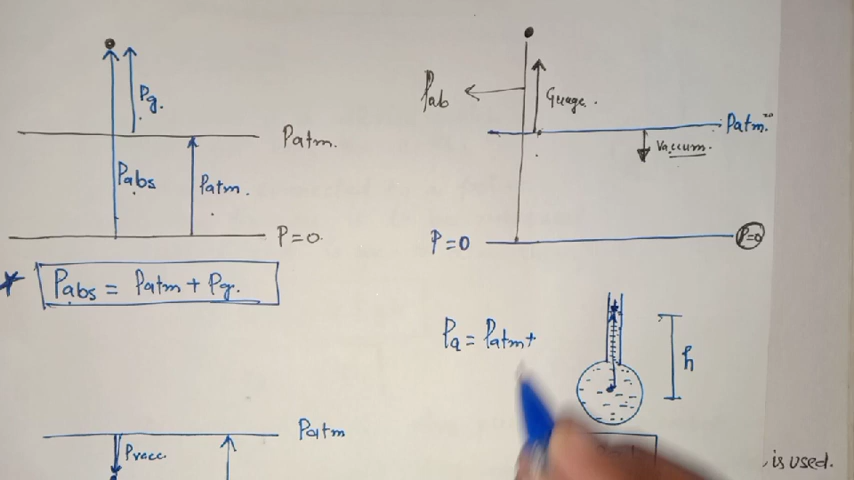 Pg.
Patm.
Pabs
Patm.
P=0.
* Pabs = Patm + Pg.
Patm
Pvacc.
Pab
Guage.
Patm.
Vaccum.
P=0
P=0
Pa = Patm+
h
is used.